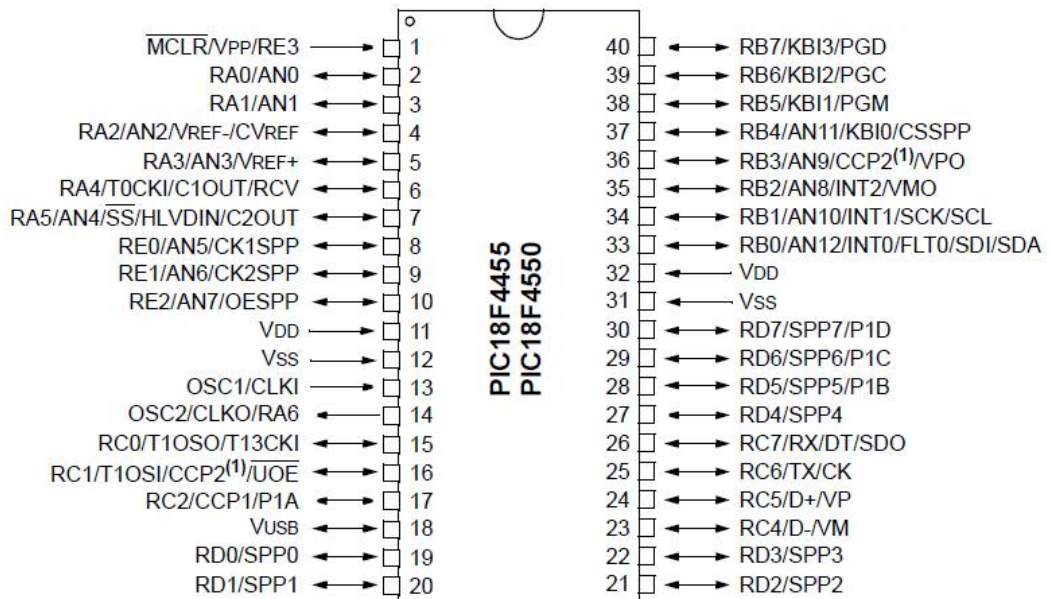 MCLR/VPP/RE3 1
RA0/AN0 2
RA1/AN1 3
RA2/AN2/VREF-/CVREF 4
RA3/AN3/VREF+ 5
RA4/T0CKI/C1OUT/RCV 6
RA5/AN4/SS/HLVDIN/C2OUT 7
RE0/AN5/CK1SPP 8
RE1/AN6/CK2SPP 9
RE2/AN7/OESPP 10
VDD 11
VSS 12
OSC1/CLKI 13
OSC2/CLKO/RA6 14
RC0/T1OSO/T13CKI 15
RC1/T1OSI/CCP2(1)/UOE 16
RC2/CCP1/P1A 17
VUSB 18
RD0/SPP0 19
RD1/SPP1 20
PIC18F4455
PIC18F4550
40 RB7/KBI3/PGD
39 RB6/KBI2/PGC
38 RB5/KBI1/PGM
37 RB4/AN11/KBI0/CSSPP
36 RB3/AN9/CCP2(1)/VPO
35 RB2/AN8/INT2/VMO
34 RB1/AN10/INT1/SCK/SCL
33 RB0/AN12/INT0/FLT0/SDI/SDA
32 VDD
31 VSS
30 RD7/SPP7/P1D
29 RD6/SPP6/P1C
28 RD5/SPP5/P1B
27 RD4/SPP4
26 RC7/RX/DT/SDO
25 RC6/TX/CK
24 RC5/D+/VP
23 RC4/D-/VM
22 RD3/SPP3
21 RD2/SPP2